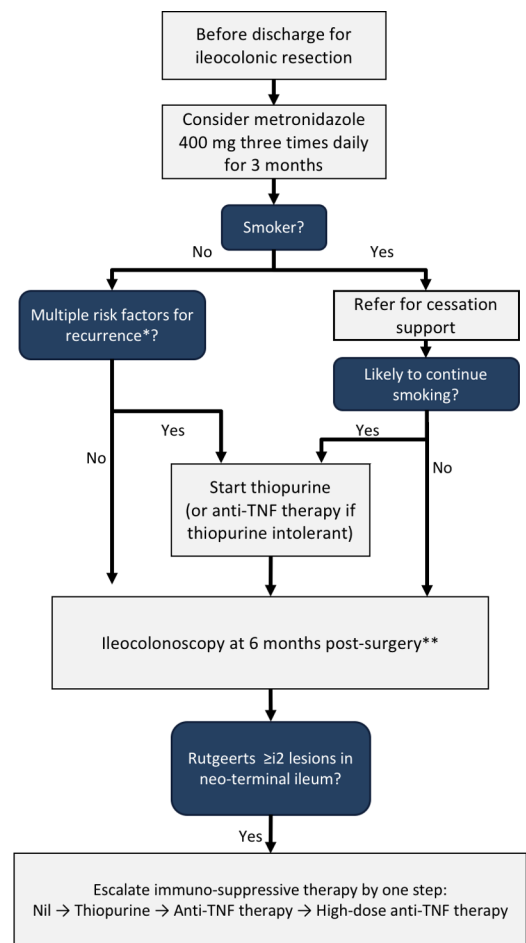 Before discharge for
ileocolonic resection
Consider metronidazole
400 mg three times daily
for 3 months
Smoker?
No
Yes
Multiple risk factors for
recurrence*?
Refer for cessation
support
Likely to continue
smoking?
Yes
Yes
No
No
Start thiopurine
(or anti-TNF therapy if
thiopurine intolerant)
Ileocolonoscopy at 6 months post-surgery**
Rutgeerts ≥i2 lesions in
neo-terminal ileum?
Yes
Escalate immuno-suppressive therapy by one step:
Nil → Thiopurine → Anti-TNF therapy → High-dose anti-TNF therapy